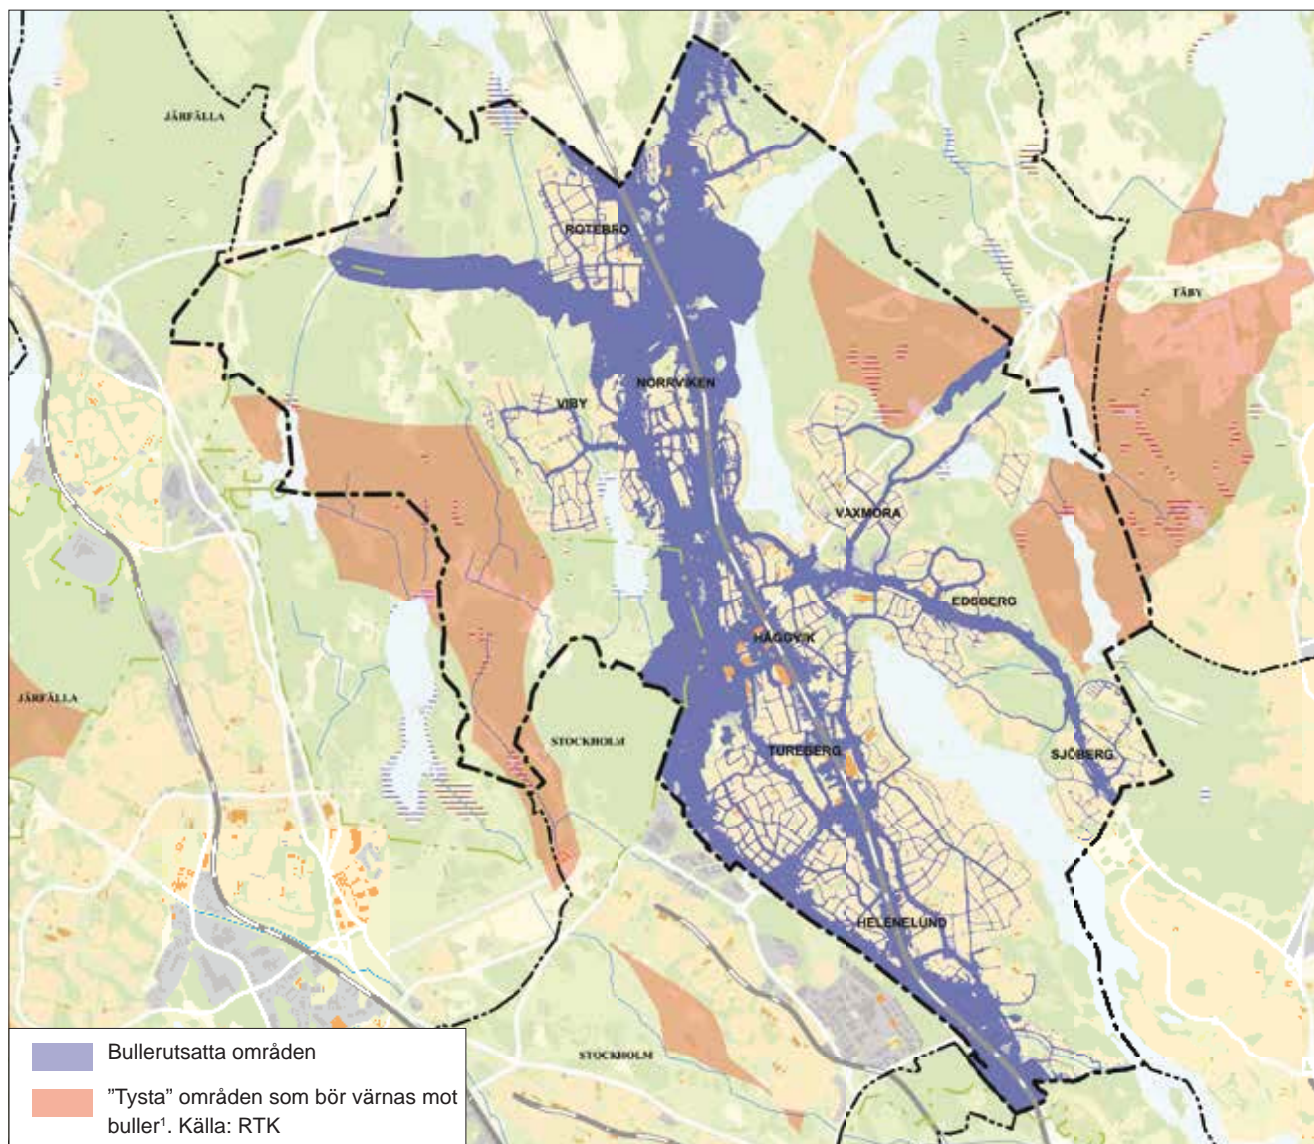 JÄRFÄLLA
ROTEBRO
TÄBY
NORRVIKEN
VIBY
VAXMORA
EDSBERG
HÄGGVIK
JÄRFÄLLA
STOCKHOLM
TUREBERG
SJÖBERG
HELENELUND
STOCKHOLM
Bullerutsatta områden
”Tysta” områden som bör värnas mot
buller¹. Källa: RTK